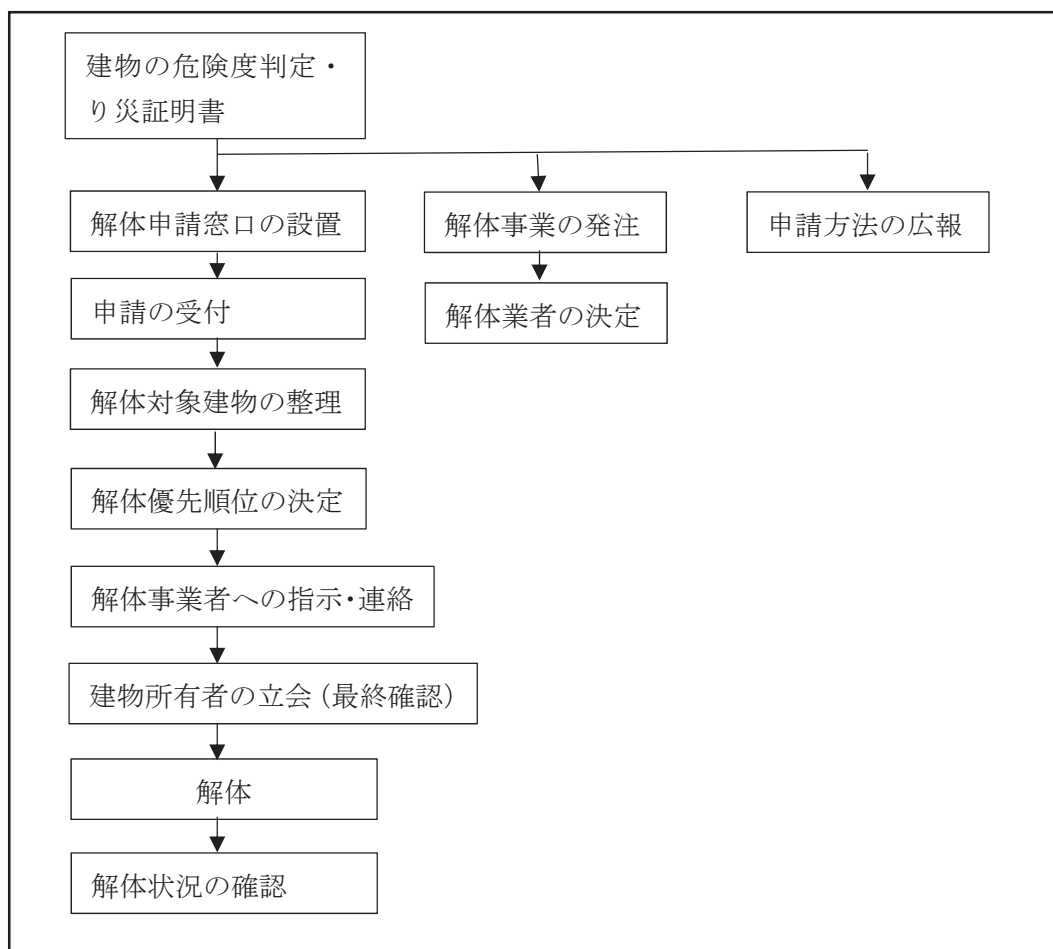 建物の危険度判定・
り災証明書
解体申請窓口の設置
解体事業の発注
申請方法の広報
申請の受付
解体業者の決定
解体対象建物の整理
解体優先順位の決定
解体事業者への指示・連絡
建物所有者の立会（最終確認）
解体
解体状況の確認